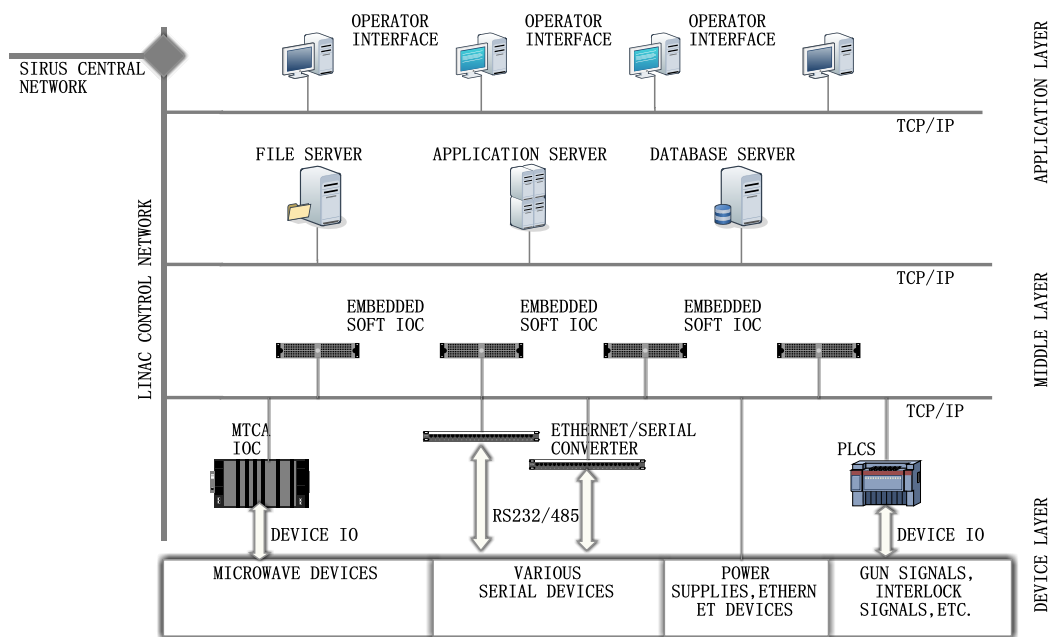 OPERATOR
INTERFACE
OPERATOR
INTERFACE
OPERATOR
INTERFACE
SIRUS CENTRAL
NETWORK
TCP/IP
APPLICATION LAYER
FILE SERVER
APPLICATION SERVER
DATABASE SERVER
TCP/IP
LINAC CONTROL NETWORK
EMBEDDED
SOFT IOC
EMBEDDED
SOFT IOC
EMBEDDED
SOFT IOC
MIDDLE LAYER
TCP/IP
MTCA
IOC
ETHERNET/SERIAL
CONVERTER
PLCS
RS232/485
DEVICE IO
DEVICE IO
DEVICE LAYER
MICROWAVE DEVICES
VARIOUS
SERIAL DEVICES
POWER
SUPPLIES,ETHERN
ET DEVICES
GUN SIGNALS,
INTERLOCK
SIGNALS,ETC.